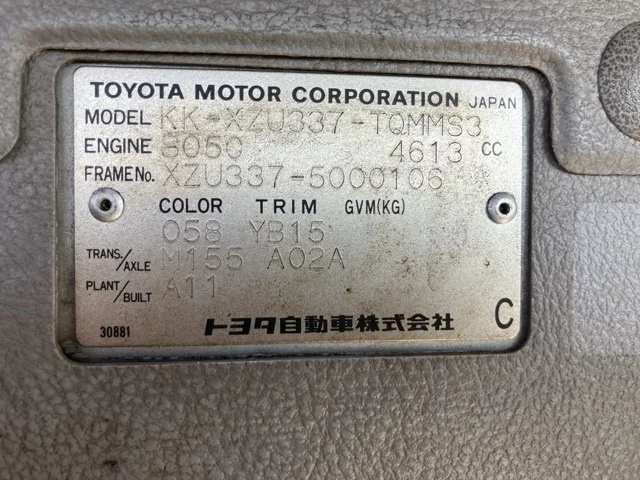 TOYOTA MOTOR CORPORATION JAPAN
MODEL KK-XZU337-TQMMS3
ENGINE S050 4613 CC
FRAME No. XZU337-5000106
COLOR TRIM GVM(KG)
058 YB15
TRANS./AXLE M155 A02A
PLANT/BUILT A11
30881 トヨタ自動車株式会社 C